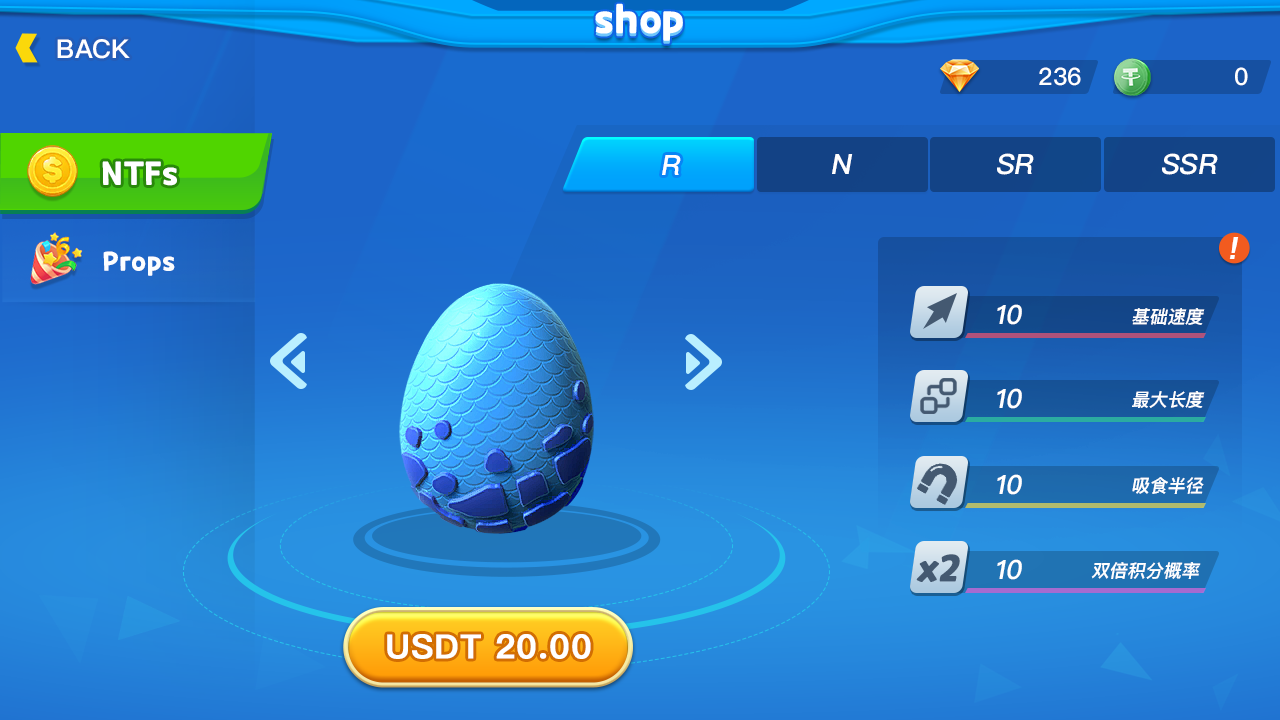 shop
BACK
236
0
NTFs
Props
R
N
SR
SSR
!
10 基础速度
10 最大长度
10 吸食半径
x2 10 双倍积分概率
USDT 20.00